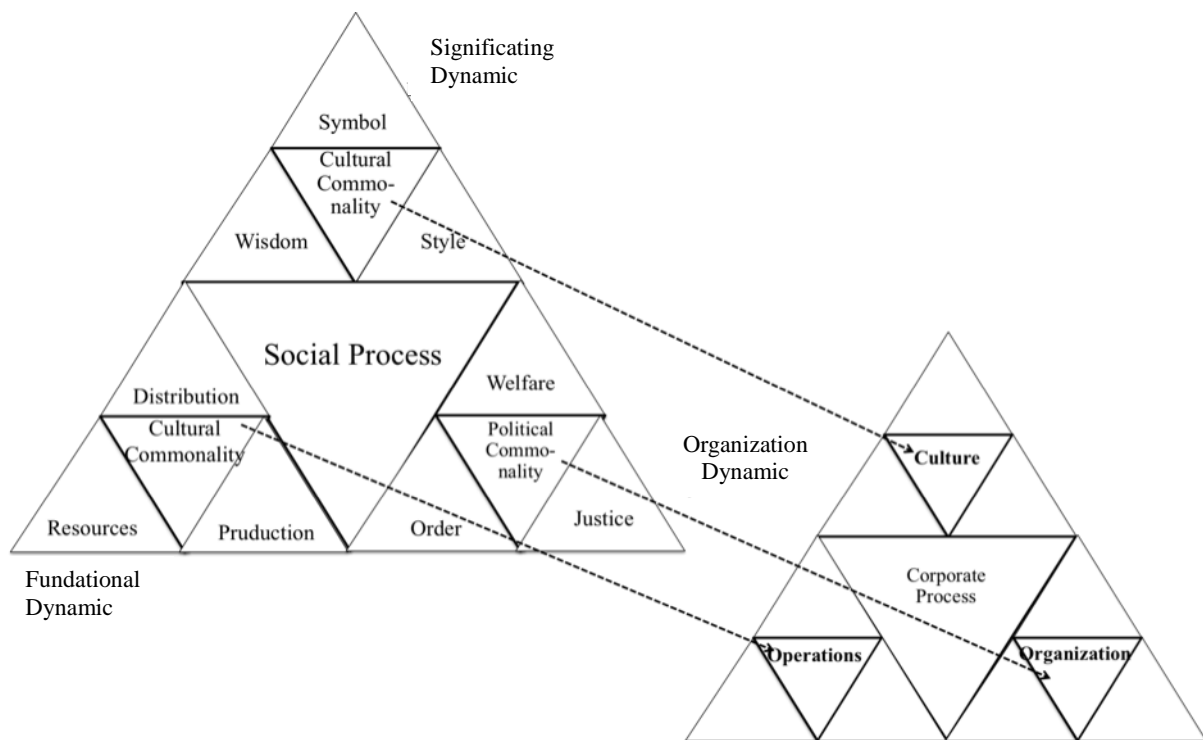 Significating
Dynamic
Symbol
Cultural
Commo-
nality
Wisdom
Style
Social Process
Distribution
Welfare
Cultural
Commonality
Political
Commo-
nality
Resources
Pruduction
Order
Justice
Fundational
Dynamic
Organization
Dynamic
Culture
Corporate
Process
Operations
Organization